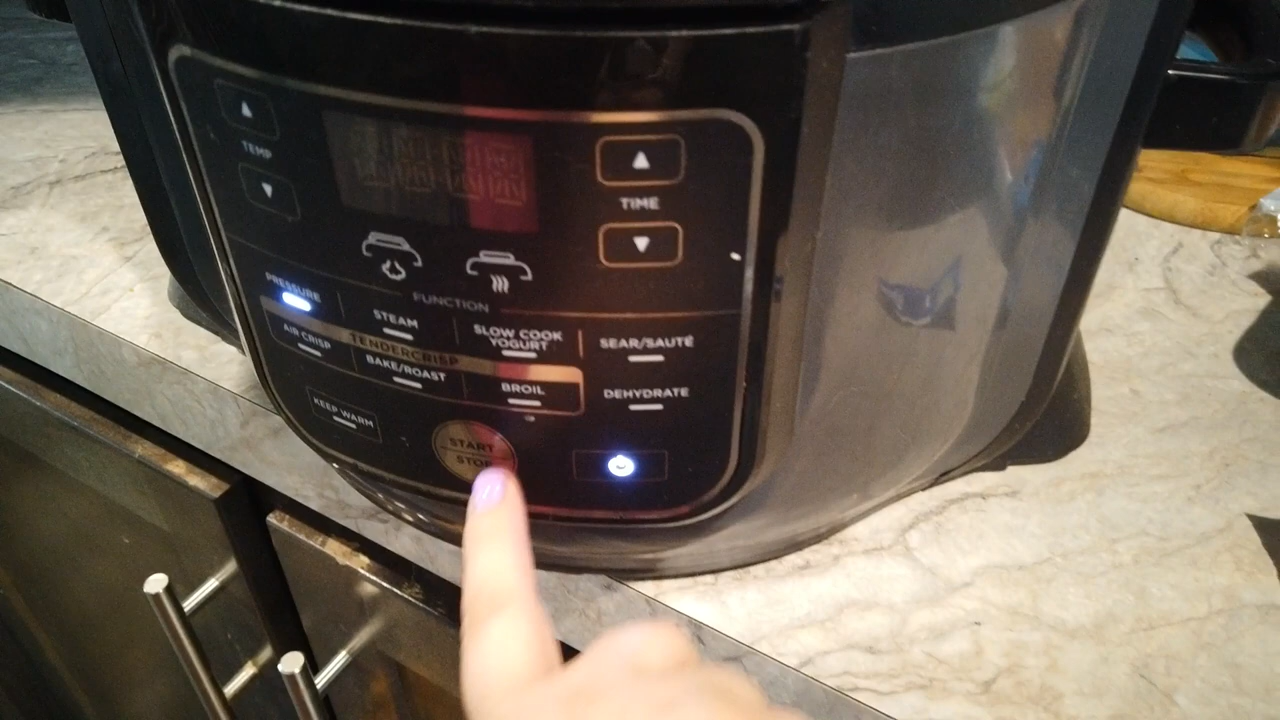 TEMP
TIME
FUNCTION
PRESSURE
STEAM
SLOW COOK
YOGURT
SEAR/SAUTÉ
TENDERCRISP
AIR CRISP
BAKE/ROAST
BROIL
DEHYDRATE
KEEP WARM
START
STOP